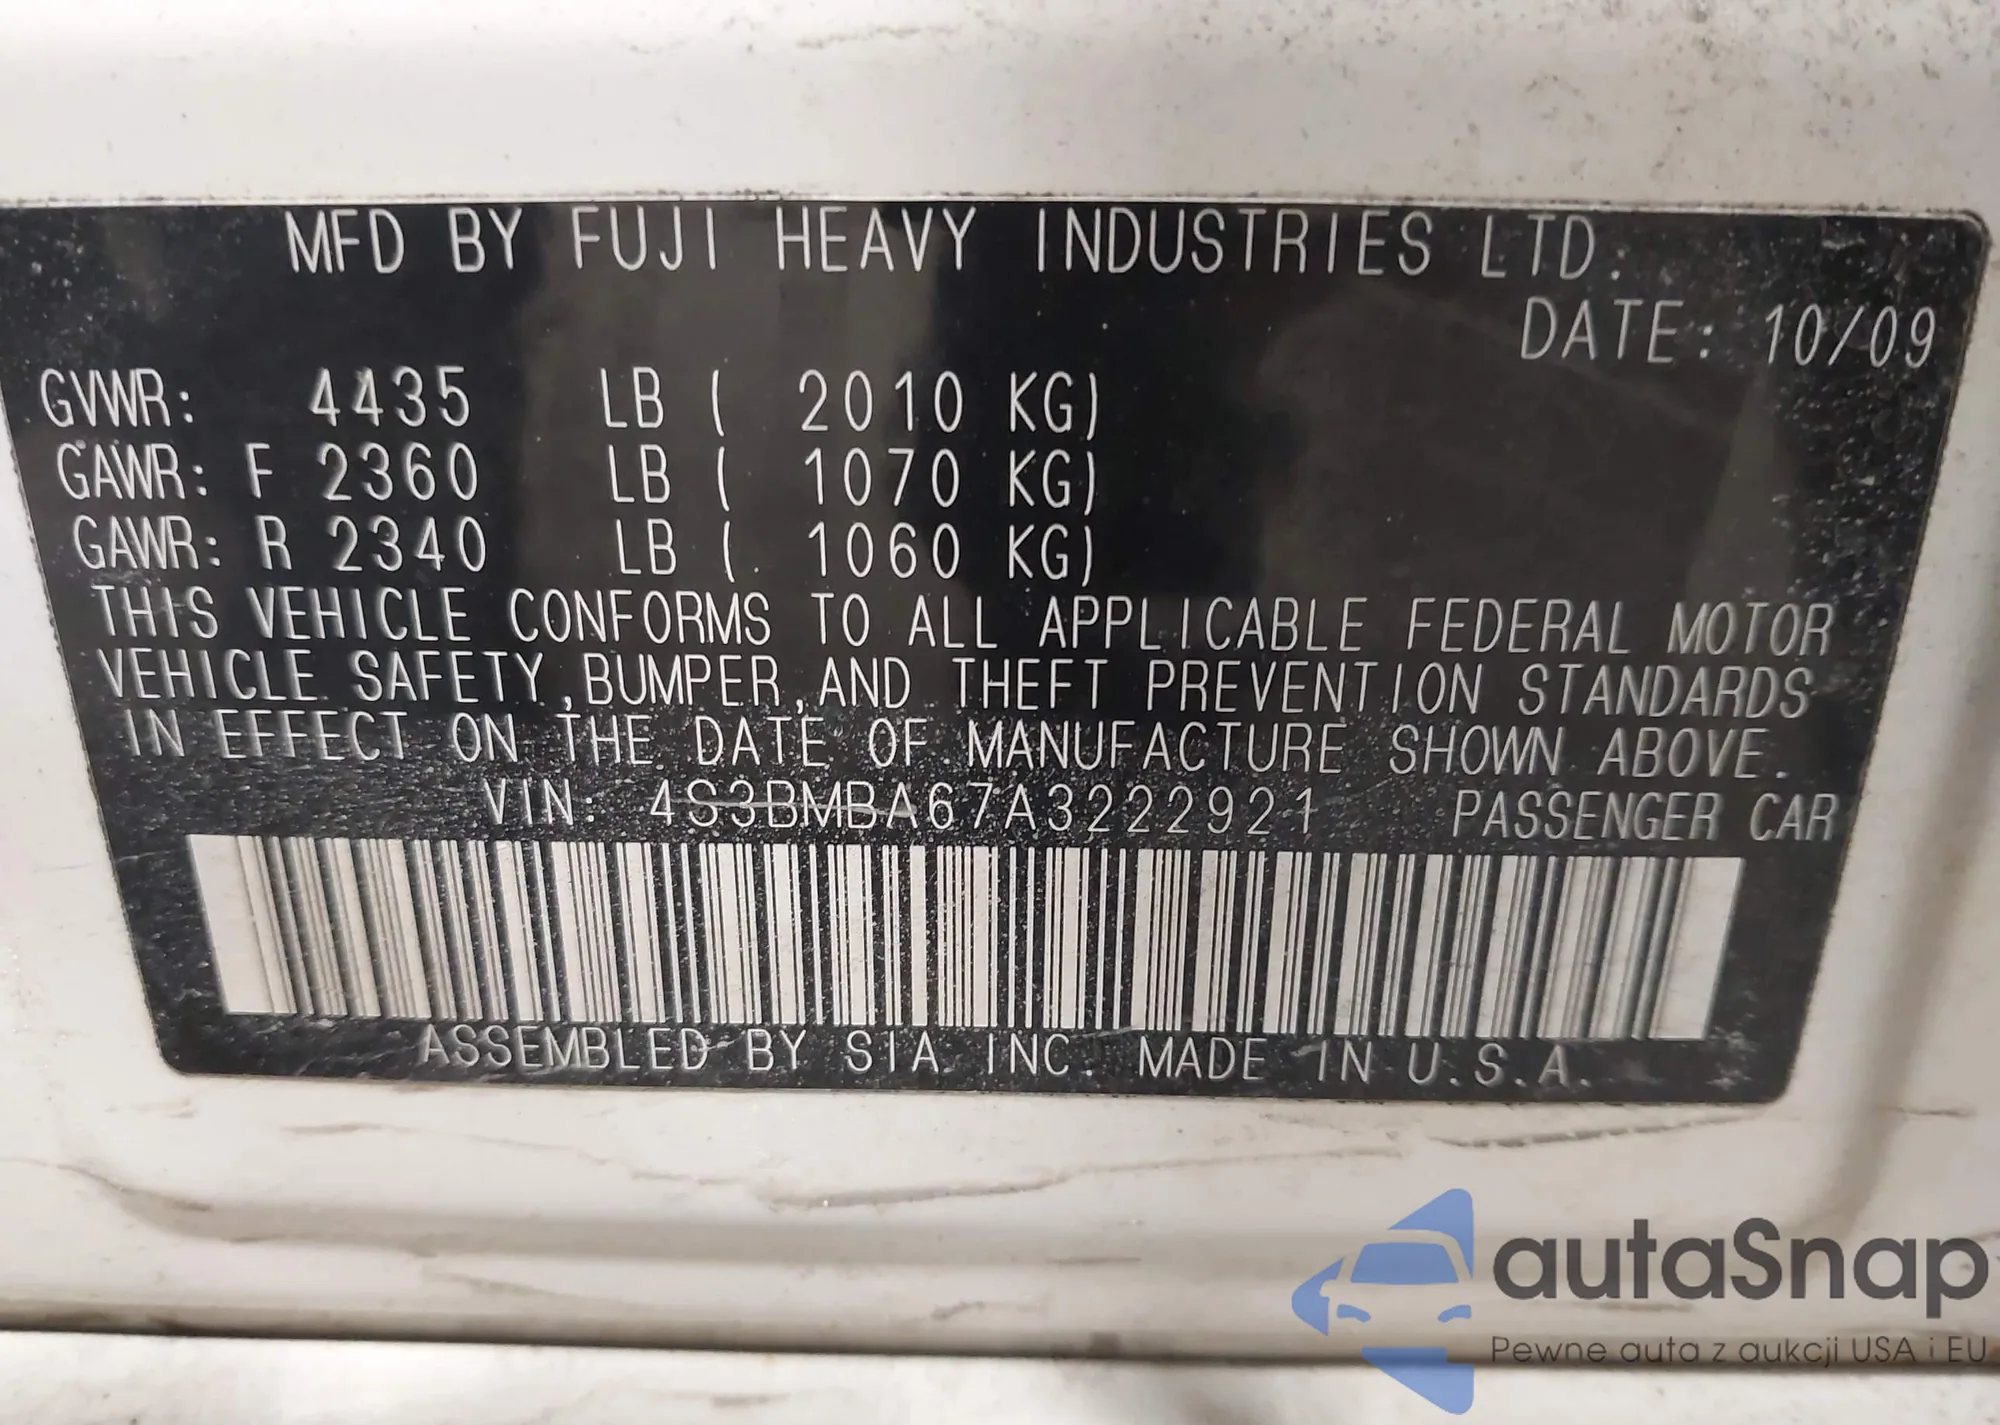 MFD BY FUJI HEAVY INDUSTRIES LTD.
DATE: 10/09
GVWR: 4435 LB ( 2010 KG)
GAWR: F 2360 LB ( 1070 KG)
GAWR: R 2340 LB ( 1060 KG)
THIS VEHICLE CONFORMS TO ALL APPLICABLE FEDERAL MOTOR
VEHICLE SAFETY,BUMPER,AND THEFT PREVENTION STANDARDS
IN EFFECT ON THE DATE OF MANUFACTURE SHOWN ABOVE.
VIN: 4S3BMBA67A3222921 PASSENGER CAR
ASSEMBLED BY SIA INC. MADE IN U.S.A.
autaSnap
Pewne auta z aukcji USA i EU